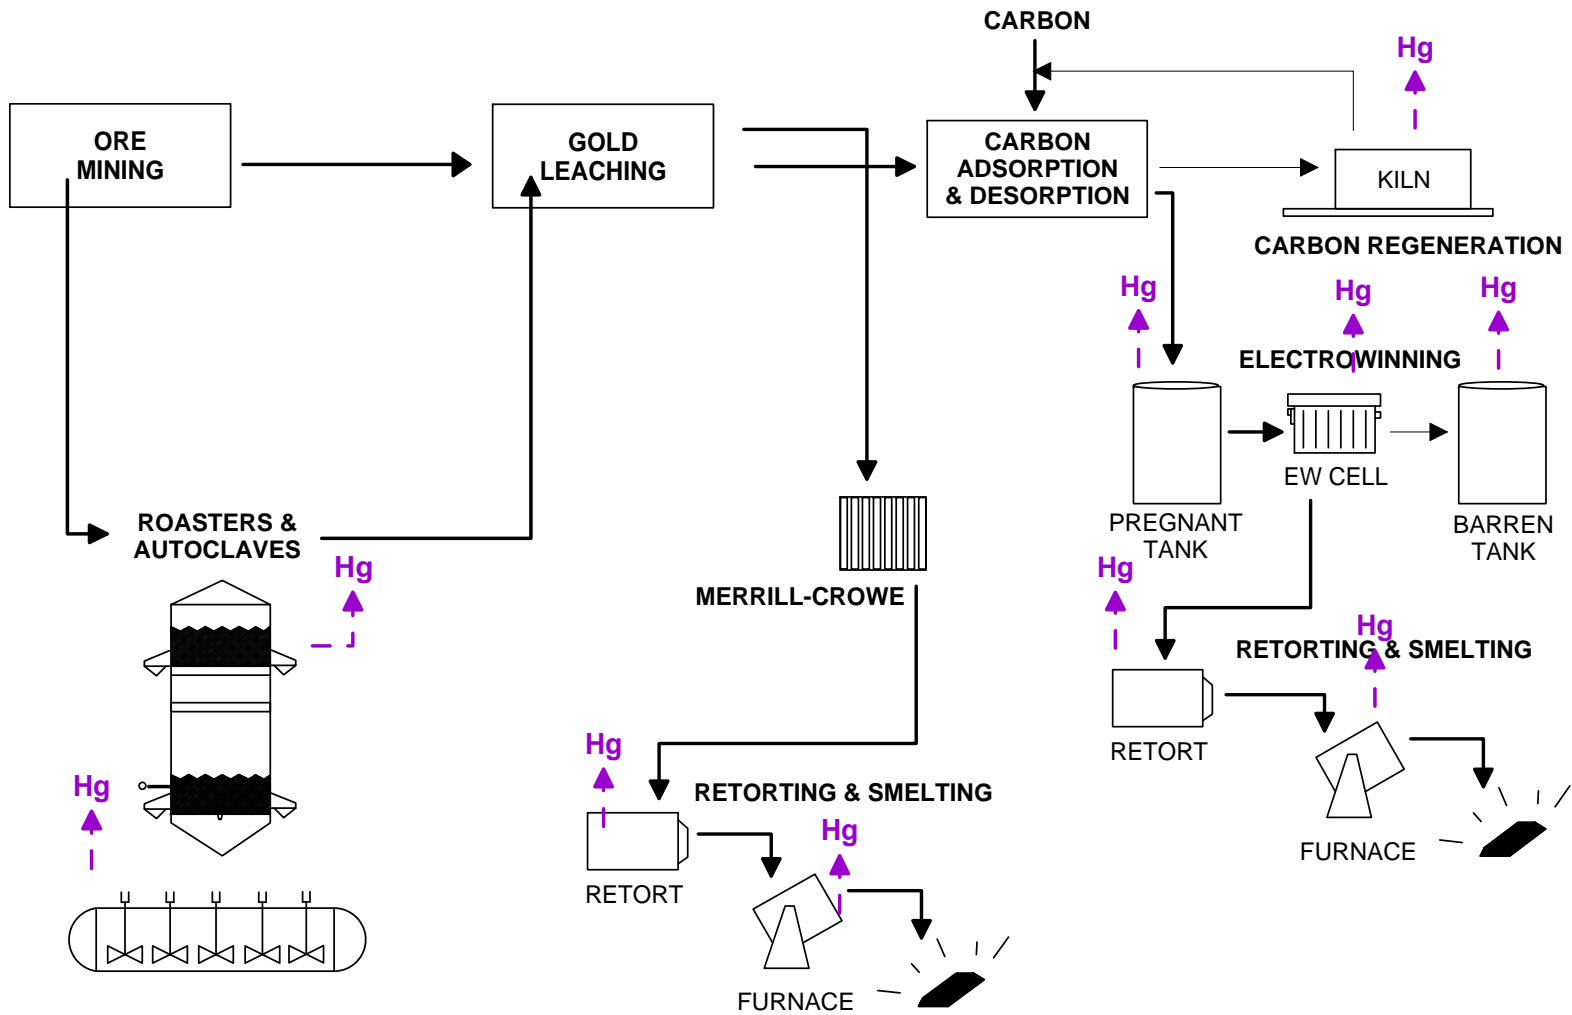 CARBON
Hg
ORE
MINING
GOLD
LEACHING
CARBON
ADSORPTION
& DESORPTION
KILN
CARBON REGENERATION
Hg
Hg
Hg
ELECTROWINNING
EW CELL
PREGNANT
TANK
BARREN
TANK
ROASTERS &
AUTOCLAVES
Hg
Hg
MERRILL-CROWE
Hg
RETORTING & SMELTING
RETORT
Hg
Hg
RETORTING & SMELTING
Hg
FURNACE
RETORT
FURNACE